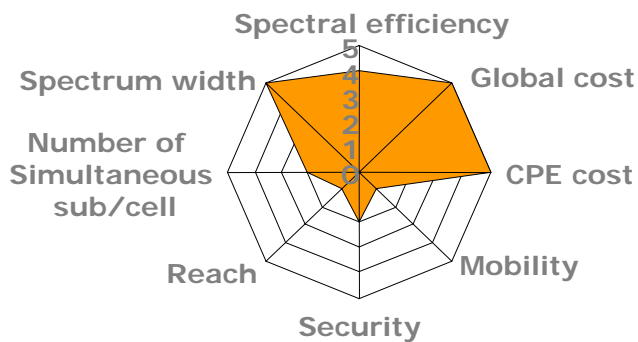 Spectral efficiency
5
4
3
2
1
0
Global cost
Spectrum width
Number of
Simultaneous
sub/cell
CPE cost
Mobility
Reach
Security